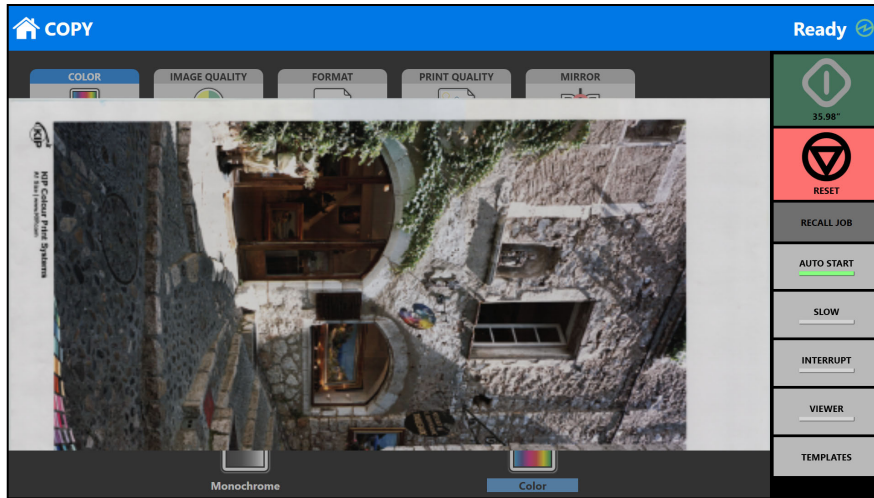 COPY
Ready
COLOR
IMAGE QUALITY
FORMAT
PRINT QUALITY
MIRROR
35.98"
RESET
RECALL JOB
AUTO START
SLOW
INTERRUPT
VIEWER
TEMPLATES
KIP
KIP Colour Print Systems
Monochrome
Color